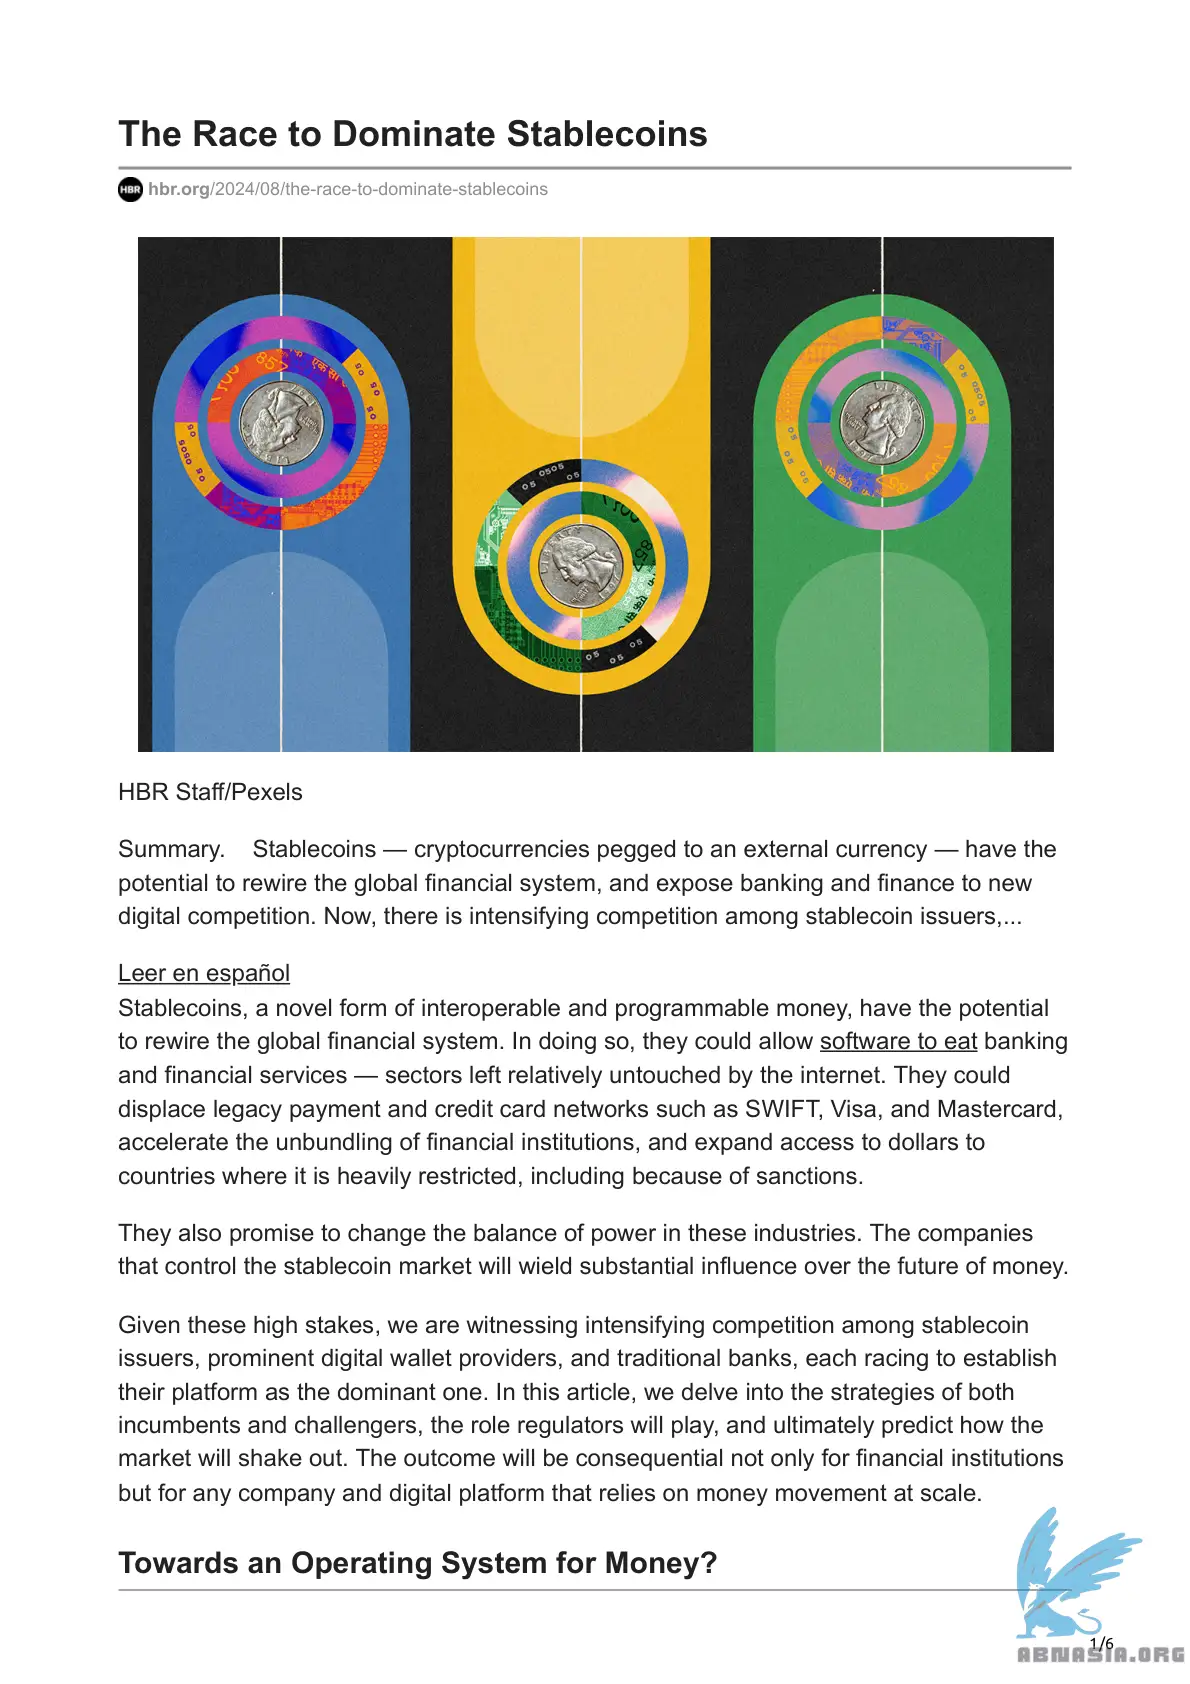 The Race to Dominate Stablecoins
HBR hbr.org/2024/08/the-race-to-dominate-stablecoins
HBR Staff/Pexels
Summary. Stablecoins — cryptocurrencies pegged to an external currency — have the
potential to rewire the global financial system, and expose banking and finance to new
digital competition. Now, there is intensifying competition among stablecoin issuers,...
Leer en español
Stablecoins, a novel form of interoperable and programmable money, have the potential
to rewire the global financial system. In doing so, they could allow software to eat banking
and financial services — sectors left relatively untouched by the internet. They could
displace legacy payment and credit card networks such as SWIFT, Visa, and Mastercard,
accelerate the unbundling of financial institutions, and expand access to dollars to
countries where it is heavily restricted, including because of sanctions.
They also promise to change the balance of power in these industries. The companies
that control the stablecoin market will wield substantial influence over the future of money.
Given these high stakes, we are witnessing intensifying competition among stablecoin
issuers, prominent digital wallet providers, and traditional banks, each racing to establish
their platform as the dominant one. In this article, we delve into the strategies of both
incumbents and challengers, the role regulators will play, and ultimately predict how the
market will shake out. The outcome will be consequential not only for financial institutions
but for any company and digital platform that relies on money movement at scale.
Towards an Operating System for Money?
1/6
ABNASIA.ORG